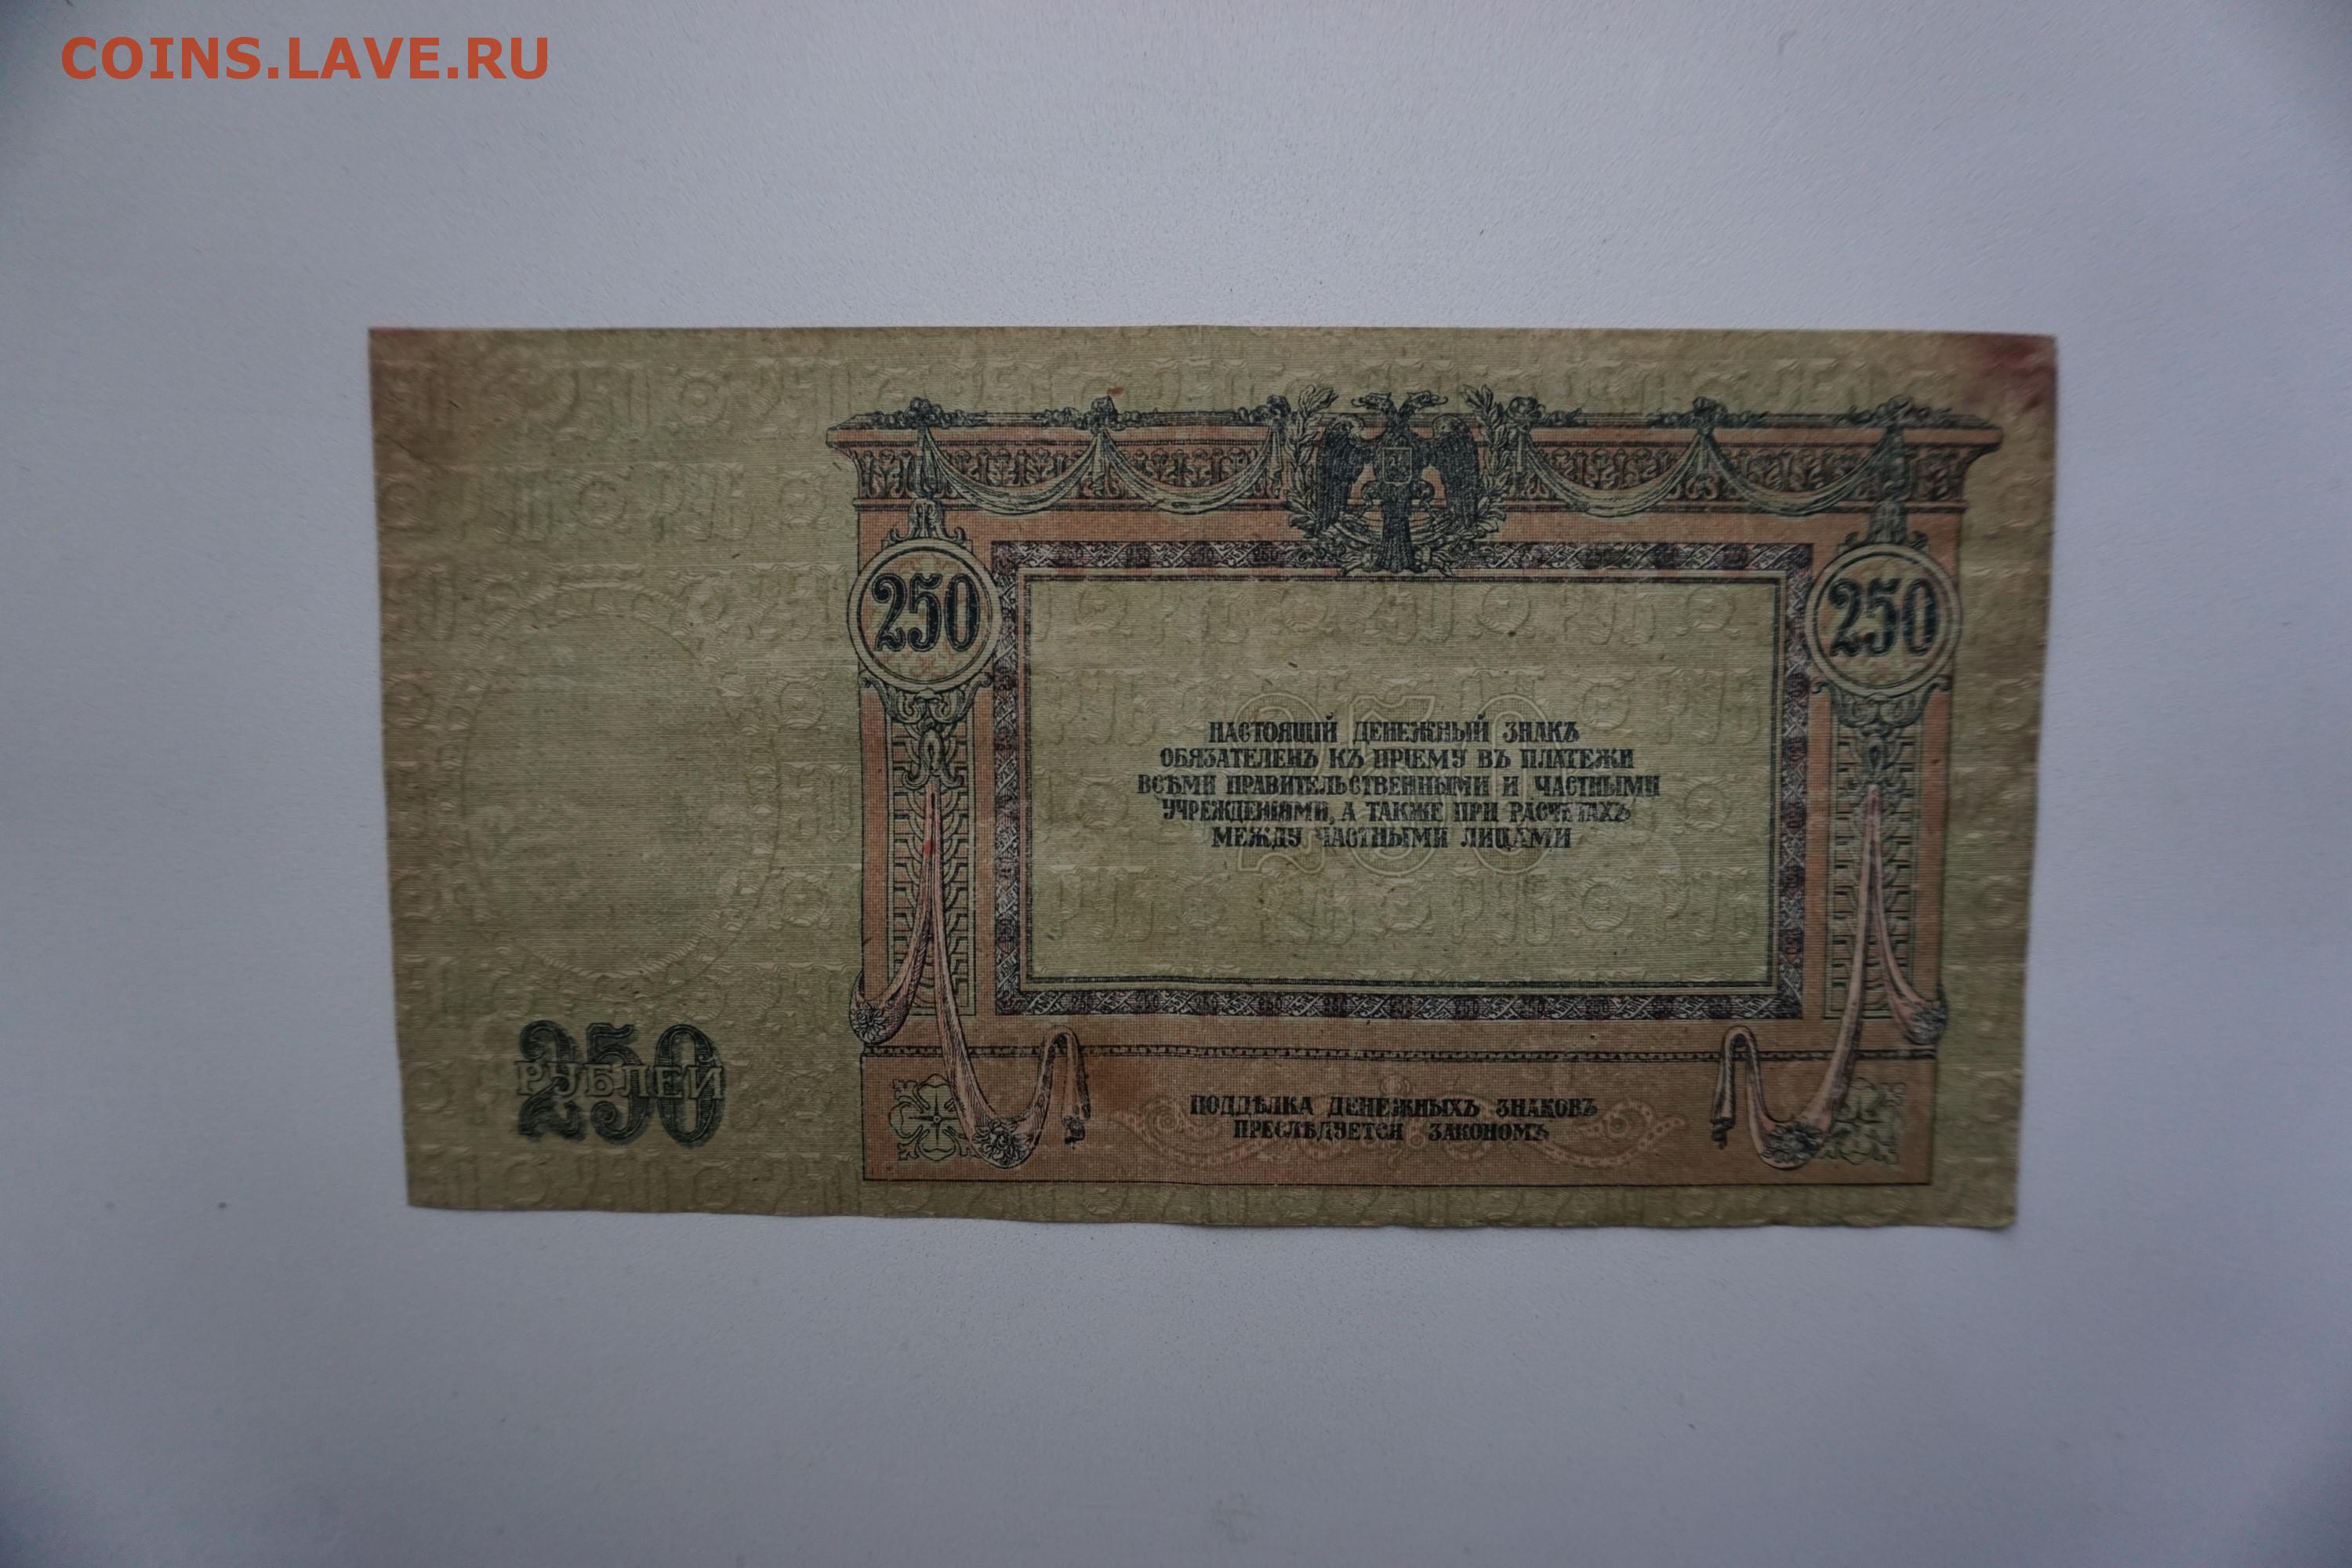 COINS.LAVE.RU
250
250
НАСТОЯЩІЙ ДЕНЕЖНЫЙ ЗНАКЪ
ОБЯЗАТЕЛЕНЪ КЪ ПРІЕМУ ВЪ ПЛАТЕЖИ
ВСѢМИ ПРАВИТЕЛЬСТВЕННЫМИ И ЧАСТНЫМИ
УЧРЕЖДЕНІЯМИ, А ТАКЖЕ ПРИ РАСЧЕТАХЪ
МЕЖДУ ЧАСТНЫМИ ЛИЦАМИ
250
250
РУБЛЕЙ
ПОДДѢЛКА ДЕНЕЖНЫХЪ ЗНАКОВЪ
ПРЕСЛѢДУЕТСЯ ЗАКОНОМЪ